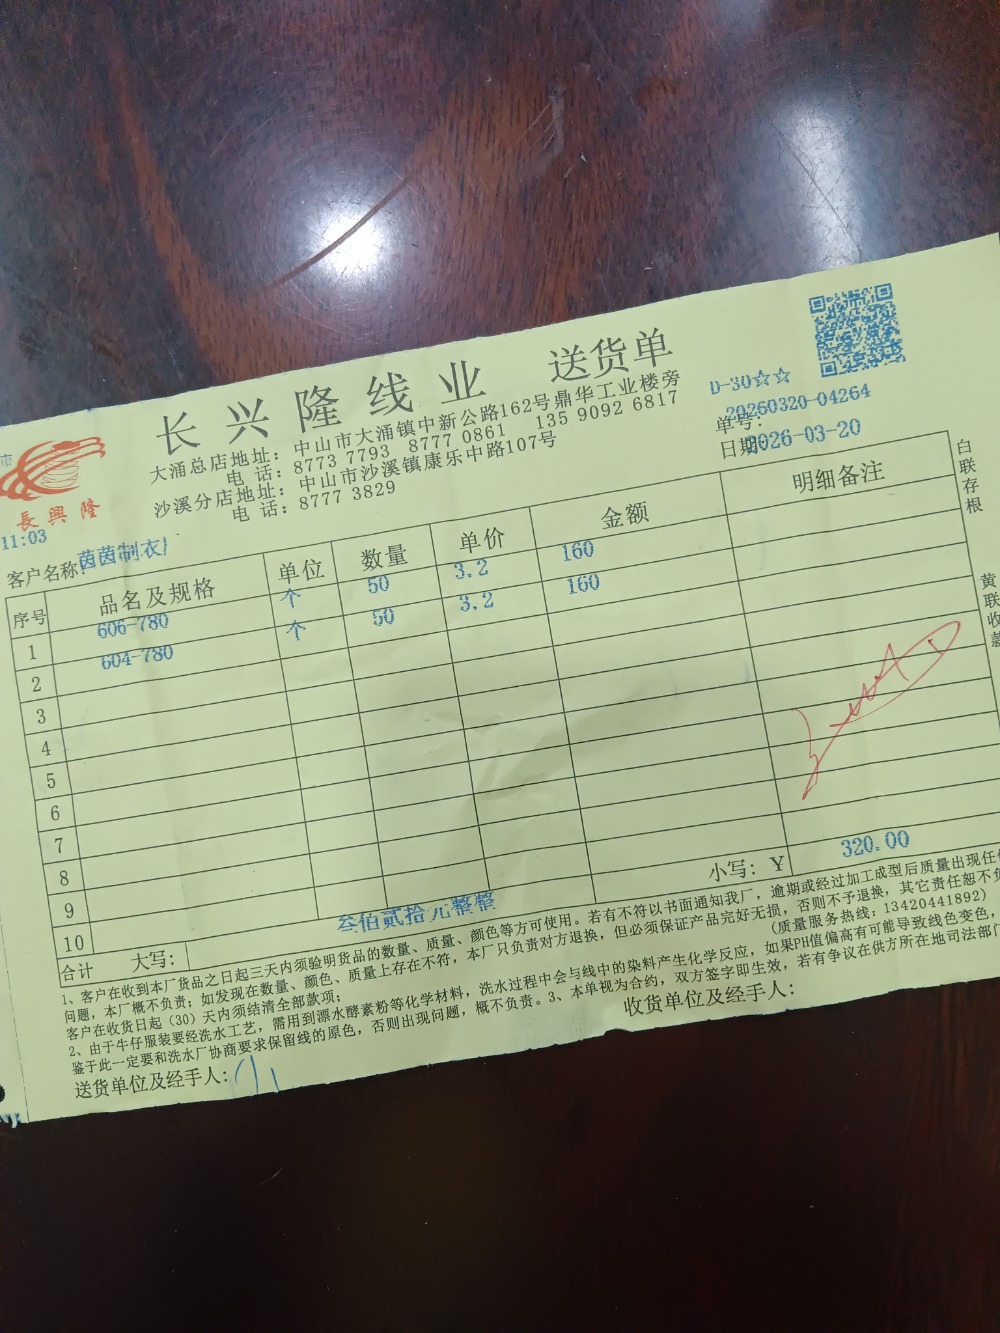 长兴隆线业 送货单
大涌总店地址：中山市大涌镇中新公路162号鼎华工业楼旁
电 话：8773 7793 8777 0861 135 9092 6817
沙溪分店地址：中山市沙溪镇康乐中路107号
电 话：8777 3829
D-30☆☆
单号：20260320-04264
日期 2026-03-20
市
長興隆
11:03
客户名称：茵茵制衣厂
序号 品名及规格 单位 数量 单价 金额 明细备注
1 606-780 个 50 3.2 160
2 604-780 个 50 3.2 160
3
4
5
6
7
8
9
10
合计 大写：叁佰贰拾元整整 小写：Y 320.00
1、客户在收到本厂货品之日起三天内须验明货品的数量、质量、颜色等方可使用。若有不符以书面通知我厂，逾期或经过加工成型后质量出现任何
问题，本厂概不负责；如发现在数量、颜色、质量上存在不符，本厂只负责对方退换，但必须保证产品完好无损，否则不予退换，其它责任恕不负
客户在收货日起（30）天内须结清全部款项；（质量服务热线：13420441892）
2、由于牛仔服装要经洗水工艺，需用到漂水酵素粉等化学材料，洗水过程中会与线中的染料产生化学反应，如果PH值偏高有可能导致线色变色，
鉴于此一定要和洗水厂协商要求保留线的原色，否则出现问题，概不负责。3、本单视为合约，双方签字即生效，若有争议在供方所在地司法部门
送货单位及经手人：
收货单位及经手人：
白联存根
黄联收款